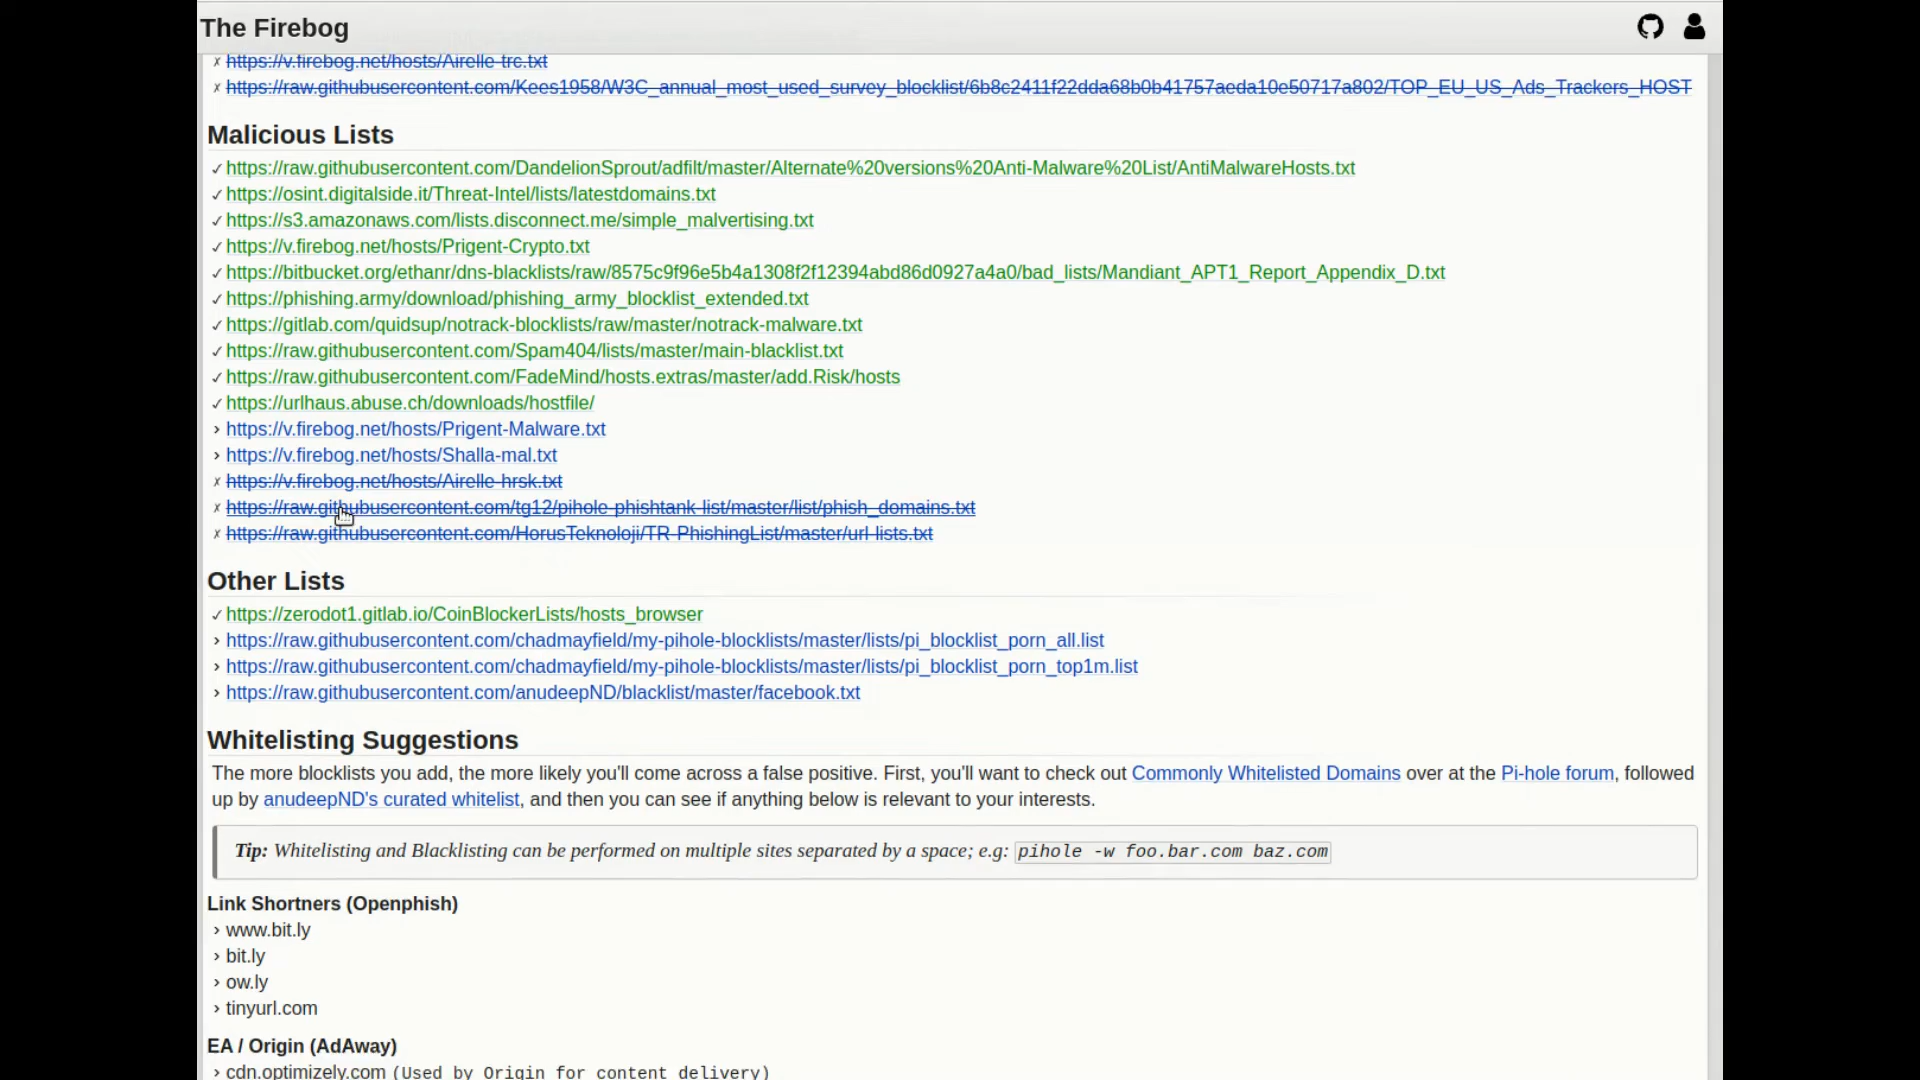 The Firebog
✗ https://v.firebog.net/hosts/Airelle-trc.txt
✗ https://raw.githubusercontent.com/Kees1958/W3C_annual_most_used_survey_blocklist/6b8c2411f22dda68b0b41757aeda10e50717a802/TOP_EU_US_Ads_Trackers_HOST
Malicious Lists
✓ https://raw.githubusercontent.com/DandelionSprout/adfilt/master/Alternate%20versions%20Anti-Malware%20List/AntiMalwareHosts.txt
✓ https://osint.digitalside.it/Threat-Intel/lists/latestdomains.txt
✓ https://s3.amazonaws.com/lists.disconnect.me/simple_malvertising.txt
✓ https://v.firebog.net/hosts/Prigent-Crypto.txt
✓ https://bitbucket.org/ethanr/dns-blacklists/raw/8575c9f96e5b4a1308f2f12394abd86d0927a4a0/bad_lists/Mandiant_APT1_Report_Appendix_D.txt
✓ https://phishing.army/download/phishing_army_blocklist_extended.txt
✓ https://gitlab.com/quidsup/notrack-blocklists/raw/master/notrack-malware.txt
✓ https://raw.githubusercontent.com/Spam404/lists/master/main-blacklist.txt
✓ https://raw.githubusercontent.com/FadeMind/hosts.extras/master/add.Risk/hosts
✓ https://urlhaus.abuse.ch/downloads/hostfile/
› https://v.firebog.net/hosts/Prigent-Malware.txt
› https://v.firebog.net/hosts/Shalla-mal.txt
✗ https://v.firebog.net/hosts/Airelle-hrsk.txt
✗ https://raw.githubusercontent.com/tg12/pihole-phishtank-list/master/list/phish_domains.txt
✗ https://raw.githubusercontent.com/HorusTeknoloji/TR-PhishingList/master/url-lists.txt
Other Lists
✓ https://zerodot1.gitlab.io/CoinBlockerLists/hosts_browser
› https://raw.githubusercontent.com/chadmayfield/my-pihole-blocklists/master/lists/pi_blocklist_porn_all.list
› https://raw.githubusercontent.com/chadmayfield/my-pihole-blocklists/master/lists/pi_blocklist_porn_top1m.list
› https://raw.githubusercontent.com/anudeepND/blacklist/master/facebook.txt
Whitelisting Suggestions
The more blocklists you add, the more likely you'll come across a false positive. First, you'll want to check out Commonly Whitelisted Domains over at the Pi-hole forum, followed
up by anudeepND's curated whitelist, and then you can see if anything below is relevant to your interests.
Tip: Whitelisting and Blacklisting can be performed on multiple sites separated by a space; e.g: pihole -w foo.bar.com baz.com
Link Shortners (Openphish)
› www.bit.ly
› bit.ly
› ow.ly
› tinyurl.com
EA / Origin (AdAway)
› cdn.optimizely.com (Used by Origin for content delivery)